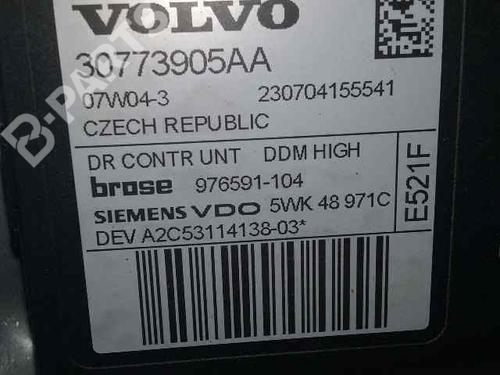 VOLVO
30773905AA
07W04-3 230704155541
CZECH REPUBLIC
DR CONTR UNT DDM HIGH
brose 976591-104
SIEMENS VDO 5WK 48 971C
DEV A2C53114138-03*
E521F
B-PARTS